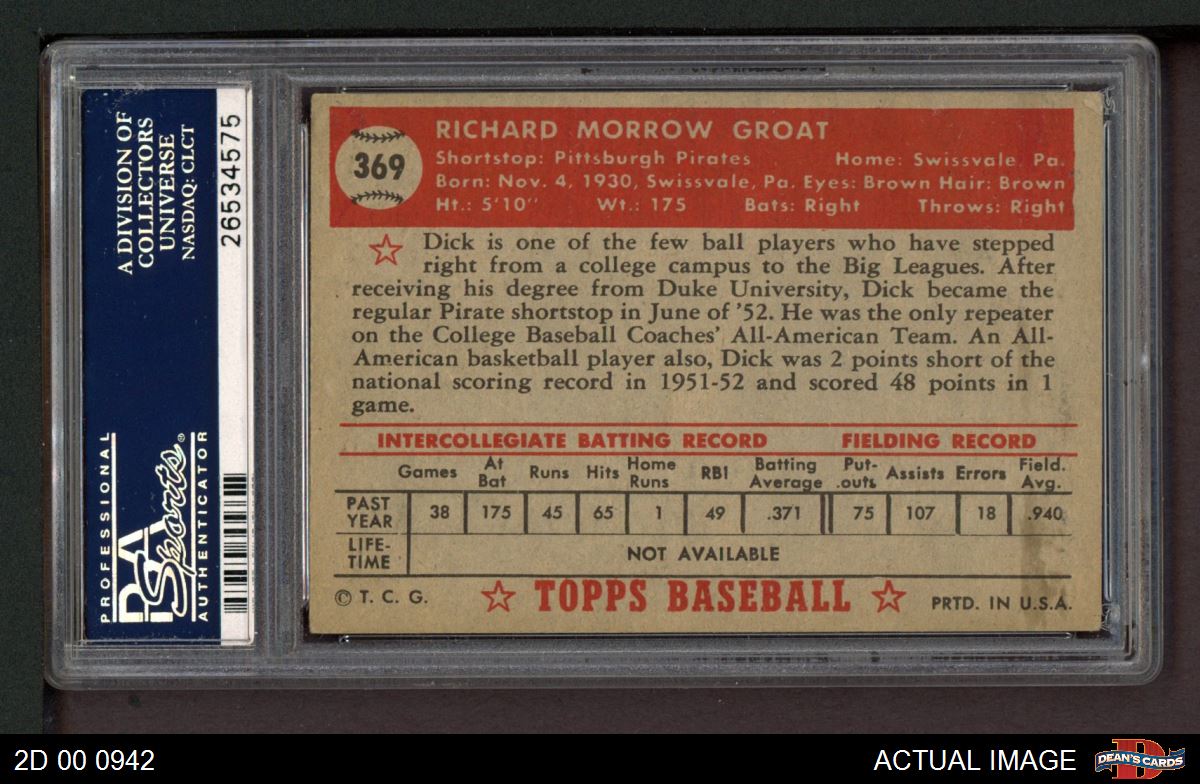 A DIVISION OF
COLLECTORS
UNIVERSE
NASDAQ: CLCT
26534575
PROFESSIONAL
PSA
Sports®
AUTHENTICATOR
369
RICHARD MORROW GROAT
Shortstop: Pittsburgh Pirates Home: Swissvale, Pa.
Born: Nov. 4, 1930, Swissvale, Pa. Eyes: Brown Hair: Brown
Ht.: 5'10" Wt.: 175 Bats: Right Throws: Right
Dick is one of the few ball players who have stepped
right from a college campus to the Big Leagues. After
receiving his degree from Duke University, Dick became the
regular Pirate shortstop in June of '52. He was the only repeater
on the College Baseball Coaches' All-American Team. An All-
American basketball player also, Dick was 2 points short of the
national scoring record in 1951-52 and scored 48 points in 1
game.
INTERCOLLEGIATE BATTING RECORD FIELDING RECORD
Games At Bat Runs Hits Home Runs RBI Batting Average Put-outs Assists Errors Field. Avg.
PAST YEAR 38 175 45 65 1 49 .371 75 107 18 .940
LIFE-TIME NOT AVAILABLE
© T. C. G. TOPPS BASEBALL PRTD. IN U.S.A.
2D 00 0942 ACTUAL IMAGE DEAN'S CARDS